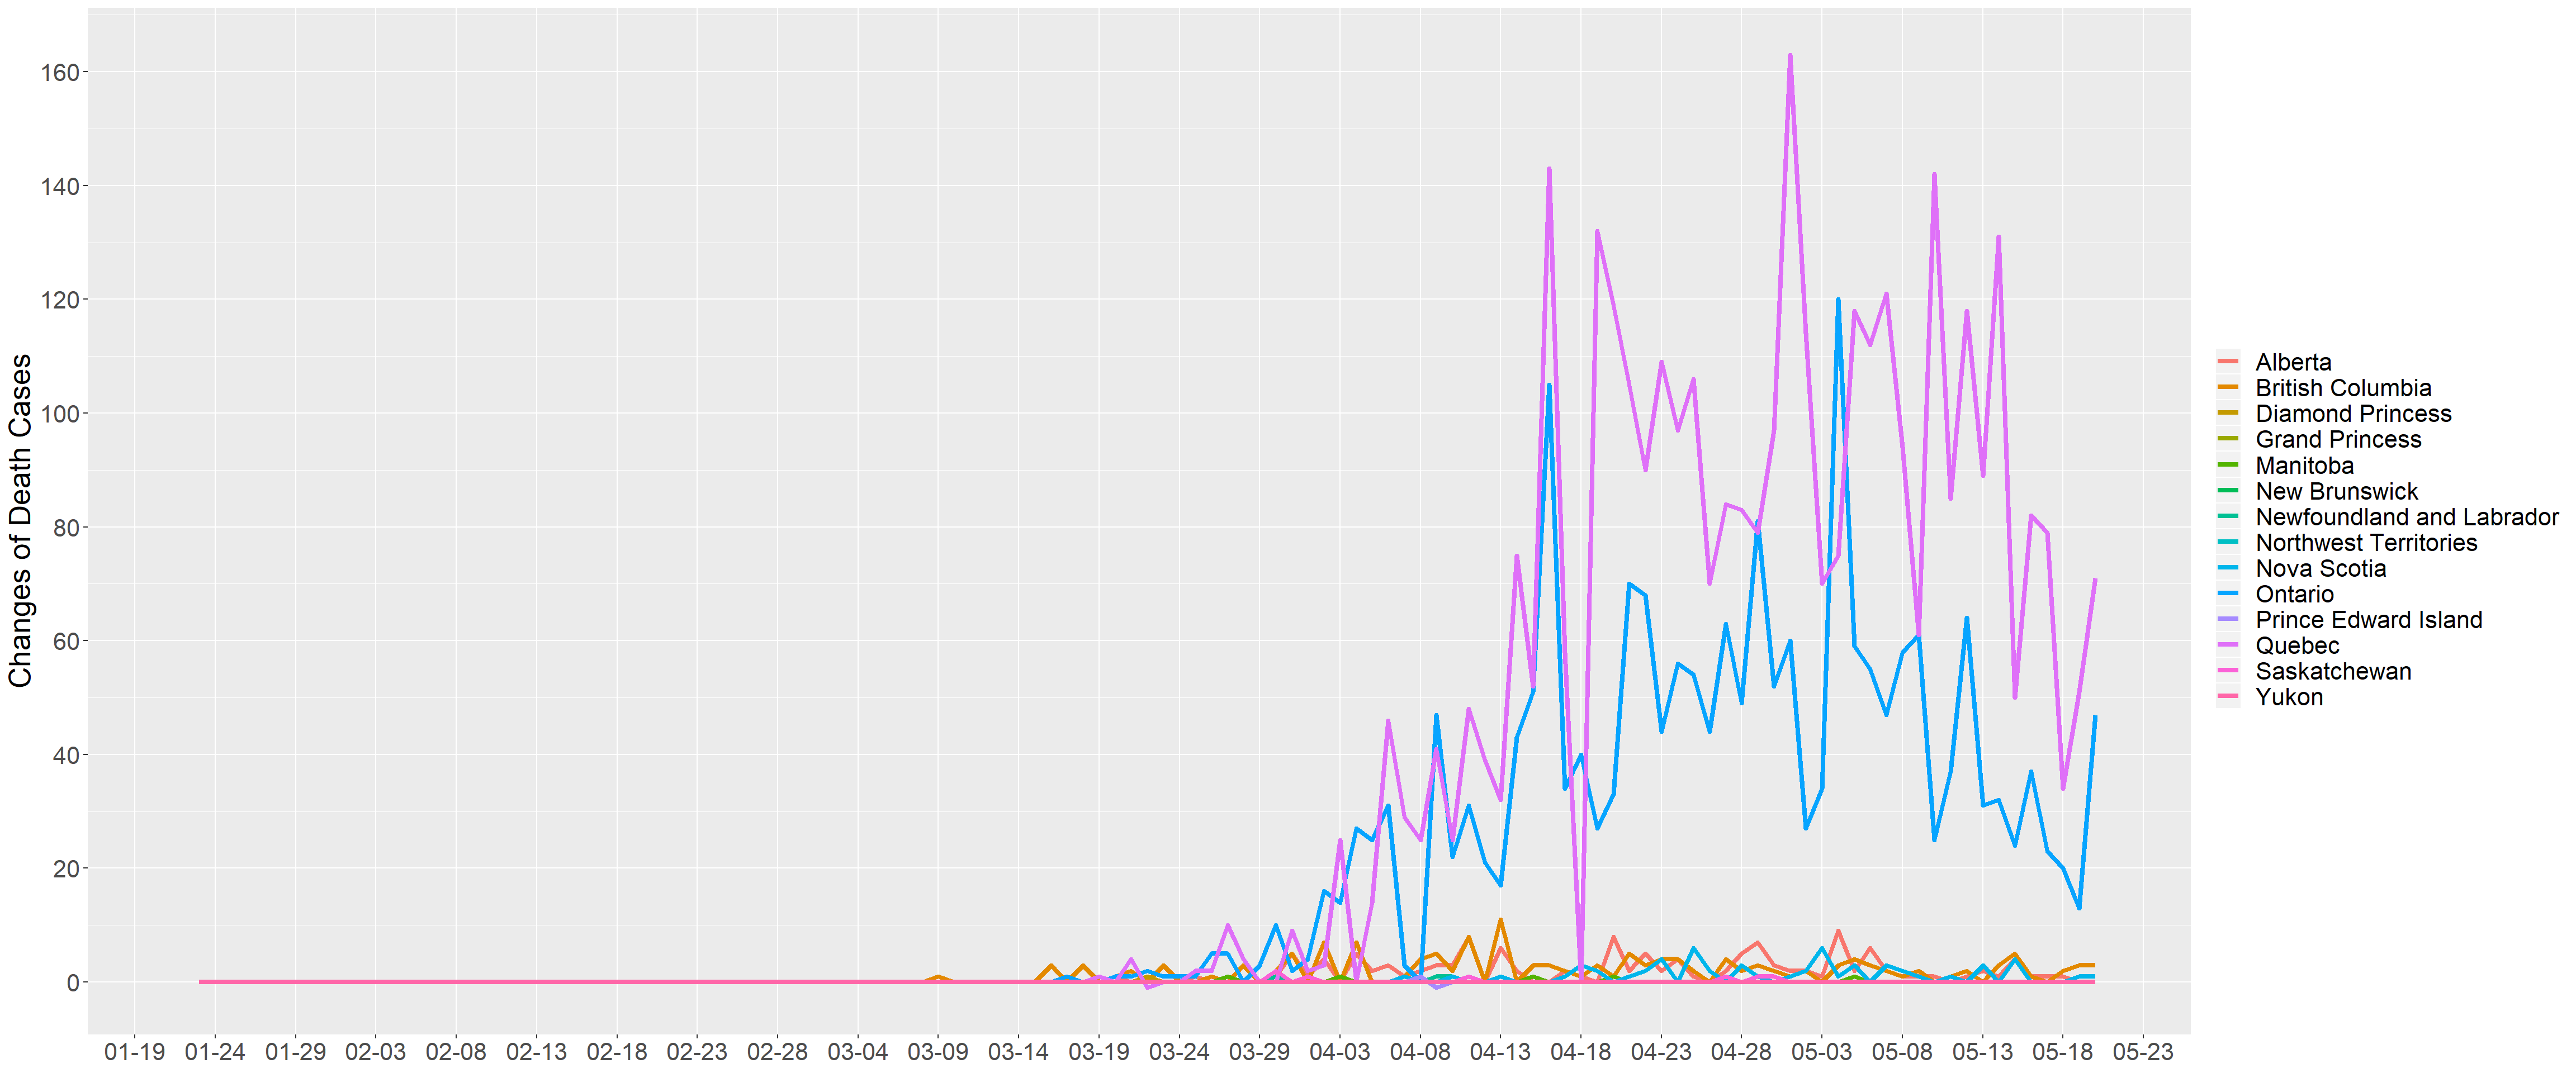 Changes of Death Cases
160
140
120
100
80
60
40
20
0
01-19 01-24 01-29 02-03 02-08 02-13 02-18 02-23 02-28 03-04 03-09 03-14 03-19 03-24 03-29 04-03 04-08 04-13 04-18 04-23 04-28 05-03 05-08 05-13 05-18 05-23
Alberta
British Columbia
Diamond Princess
Grand Princess
Manitoba
New Brunswick
Newfoundland and Labrador
Northwest Territories
Nova Scotia
Ontario
Prince Edward Island
Quebec
Saskatchewan
Yukon